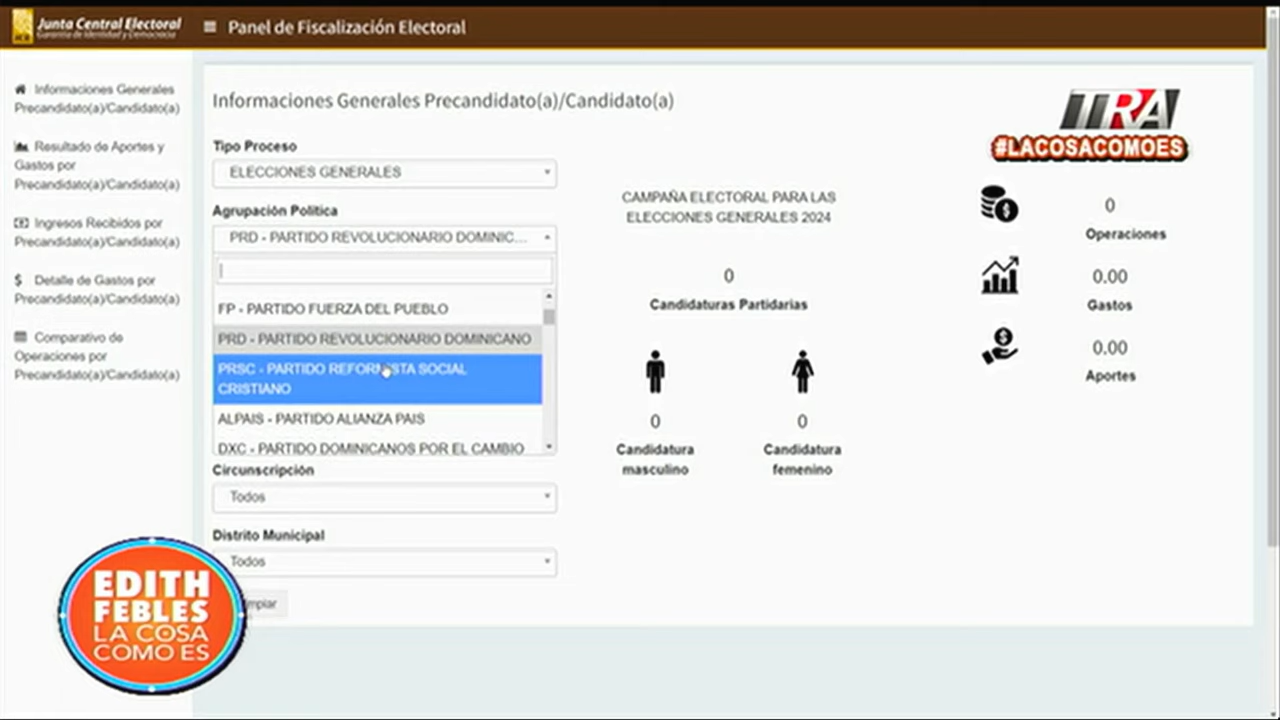 Junta Central Electoral
Garantía de Identidad y Democracia
Panel de Fiscalización Electoral
Informaciones Generales
Precandidato(a)/Candidato(a)
Resultado de Aportes y
Gastos por
Precandidato(a)/Candidato(a)
Ingresos Recibidos por
Precandidato(a)/Candidato(a)
$ Detalle de Gastos por
Precandidato(a)/Candidato(a)
Comparativo de
Operaciones por
Precandidato(a)/Candidato(a)
Informaciones Generales Precandidato(a)/Candidato(a)
Tipo Proceso
ELECCIONES GENERALES
Agrupación Política
PRD - PARTIDO REVOLUCIONARIO DOMINIC...
FP - PARTIDO FUERZA DEL PUEBLO
PRD - PARTIDO REVOLUCIONARIO DOMINICANO
PRSC - PARTIDO REFORMISTA SOCIAL
CRISTIANO
ALPAIS - PARTIDO ALIANZA PAIS
DXC - PARTIDO DOMINICANOS POR EL CAMBIO
Circunscripción
Todos
Distrito Municipal
Todos
mpiar
CAMPAÑA ELECTORAL PARA LAS
ELECCIONES GENERALES 2024
0
Candidaturas Partidarias
0
Candidatura
masculino
0
Candidatura
femenino
TRA
#LACOSACOMOES
0
Operaciones
0.00
Gastos
0.00
Aportes
EDITH
FEBLES
LA COSA
COMO ES